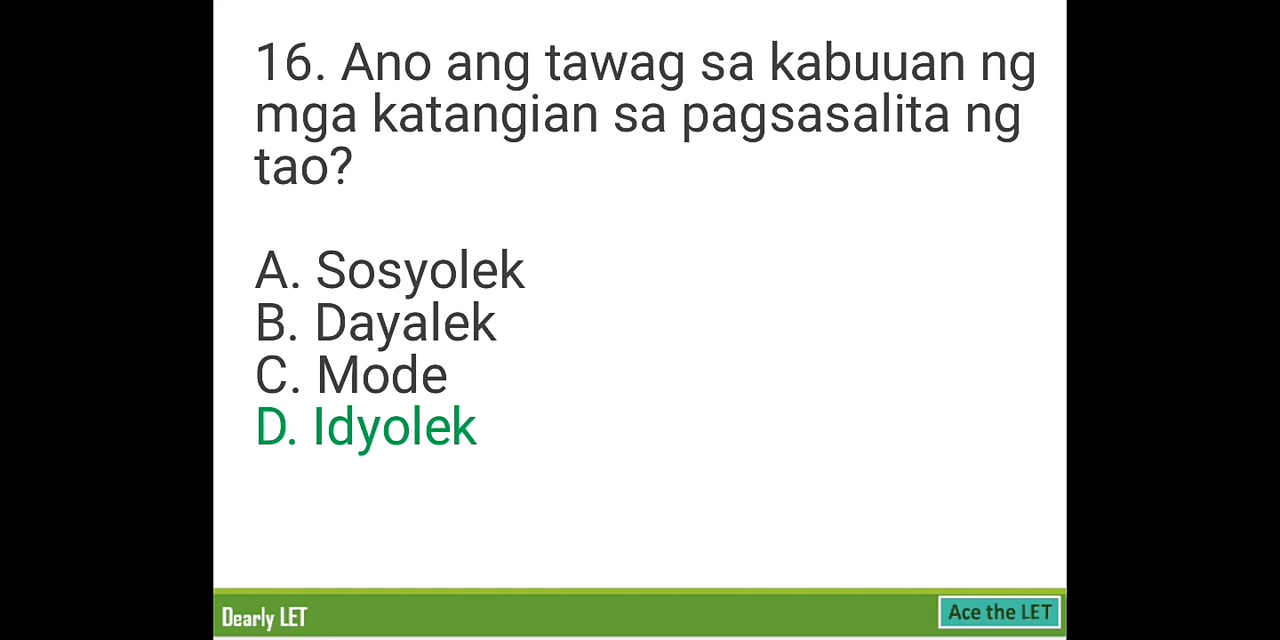 16. Ano ang tawag sa kabuuan ng
mga katangian sa pagsasalita ng
tao?
A. Sosyolek
B. Dayalek
C. Mode
D. Idyolek
Dearly LET
Ace the LET